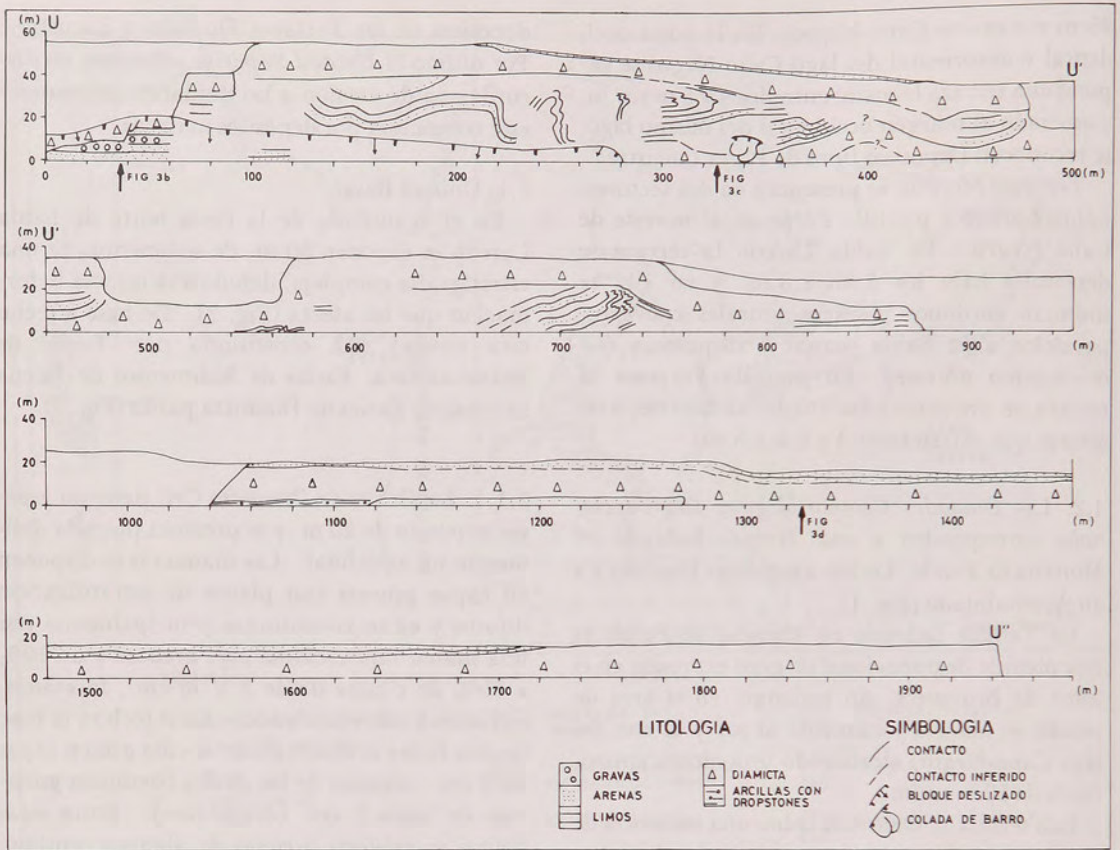 (m) U U'
60
40
20
0
?
?
0 FIG 3b 100 200 300 FIG 3c 400 500 (m)
(m) U'
40
20
0
500 600 700 800 900 (m)
(m)
40
20
0
1000 1100 1200 1300 FIG 3d 1400 (m)
(m) U''
20
0
1500 1600 1700 1800 1900 (m)
LITOLOGIA
GRAVAS
ARENAS
LIMOS
DIAMICTA
ARCILLAS CON
DROPSTONES
SIMBOLOGIA
CONTACTO
CONTACTO INFERIDO
BLOQUE DESLIZADO
COLADA DE BARRO